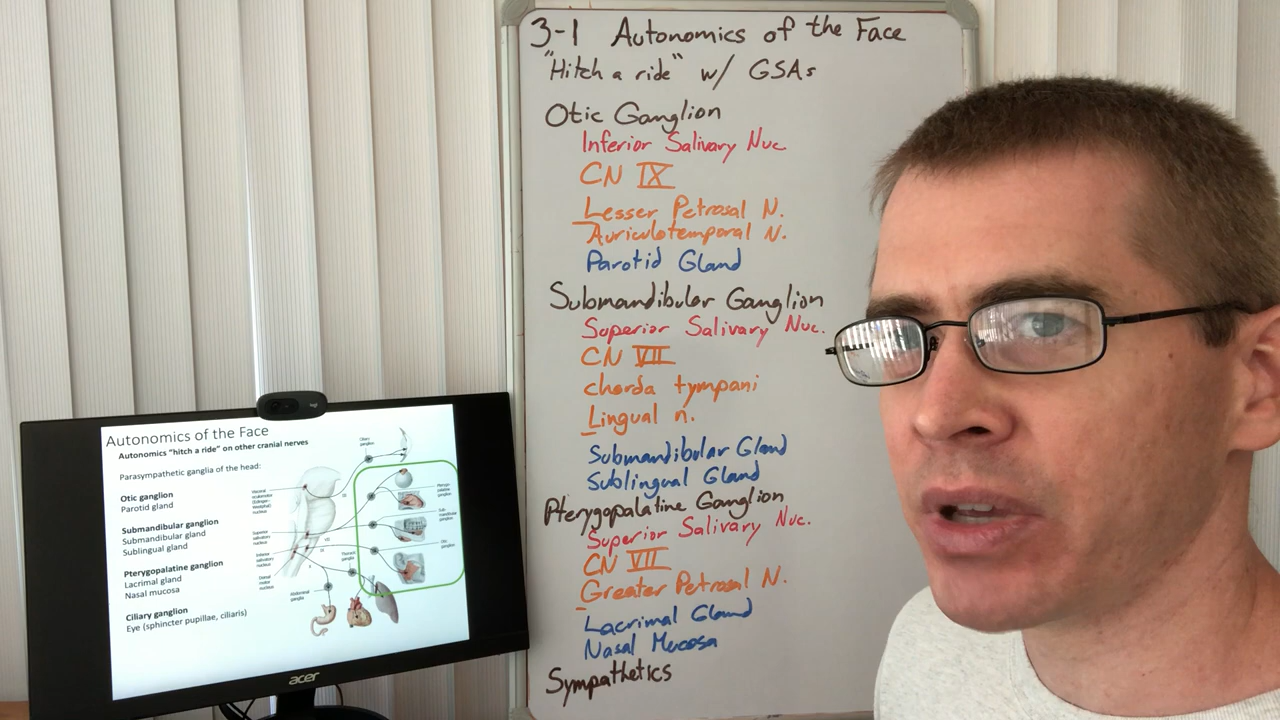 3-1 Autonomics of the Face
"Hitch a ride" w/ GSAs
Otic Ganglion
Inferior Salivary Nuc
CN IX
Lesser Petrosal N.
Auriculotemporal N.
Parotid Gland
Submandibular Ganglion
Superior Salivary Nuc.
CN VII
chorda tympani
Lingual n.
Submandibular Gland
Sublingual Gland
Pterygopalatine Ganglion
Superior Salivary Nuc.
CN VII
Greater Petrosal N.
Lacrimal Gland
Nasal Mucosa
Sympathetics
Autonomics of the Face
Autonomics "hitch a ride" on other cranial nerves
Parasympathetic ganglia of the head:
Otic ganglion
Parotid gland
Submandibular ganglion
Submandibular gland
Sublingual gland
Pterygopalatine ganglion
Lacrimal gland
Nasal mucosa
Ciliary ganglion
Eye (sphincter pupillae, ciliaris)
acer